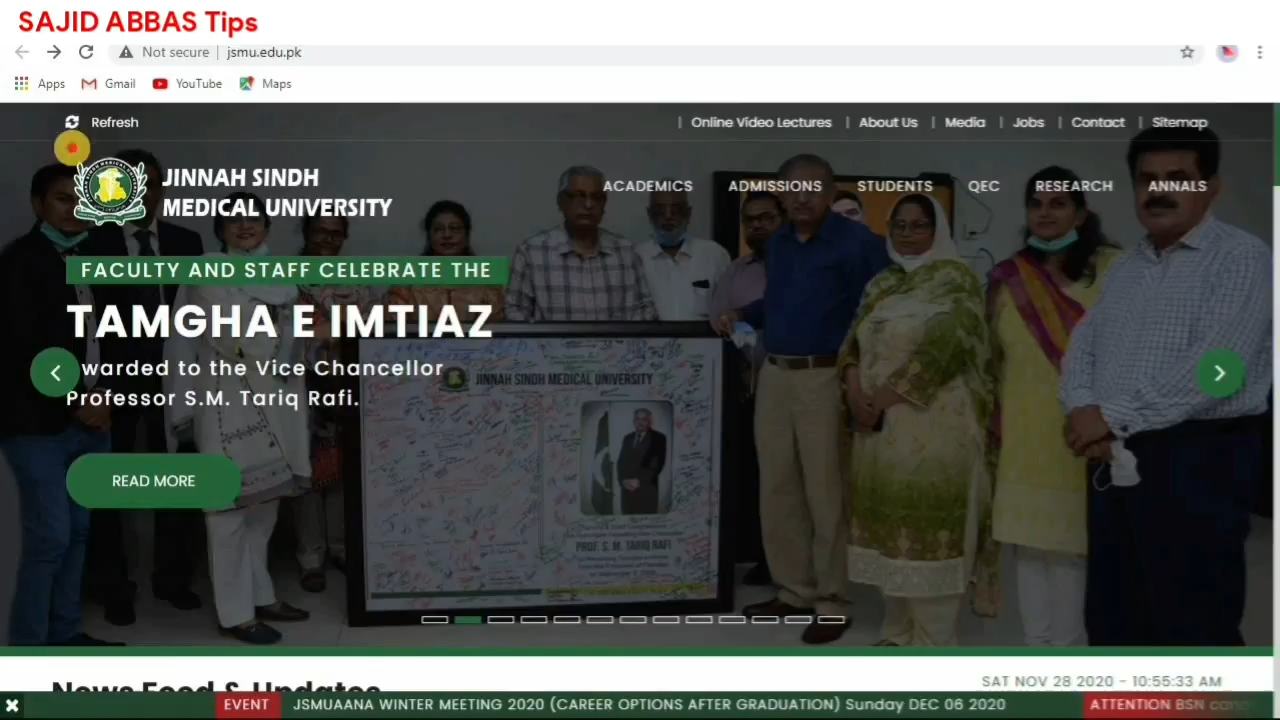 SAJID ABBAS Tips
Not secure | jsmu.edu.pk
Apps Gmail YouTube Maps
Refresh | Online Video Lectures | About Us | Media | Jobs | Contact | Sitemap
JINNAH SINDH
MEDICAL UNIVERSITY
ACADEMICS ADMISSIONS STUDENTS QEC RESEARCH ANNALS
FACULTY AND STAFF CELEBRATE THE
TAMGHA E IMTIAZ
warded to the Vice Chancellor
Professor S.M. Tariq Rafi.
READ MORE
JINNAH SINDH MEDICAL UNIVERSITY
PROF. S. M. TARIQ RAFI
News Feed & Updates
SAT NOV 28 2020 - 10:55:33 AM
EVENT JSMUAANA WINTER MEETING 2020 (CAREER OPTIONS AFTER GRADUATION) Sunday DEC 06 2020 ATTENTION BSN